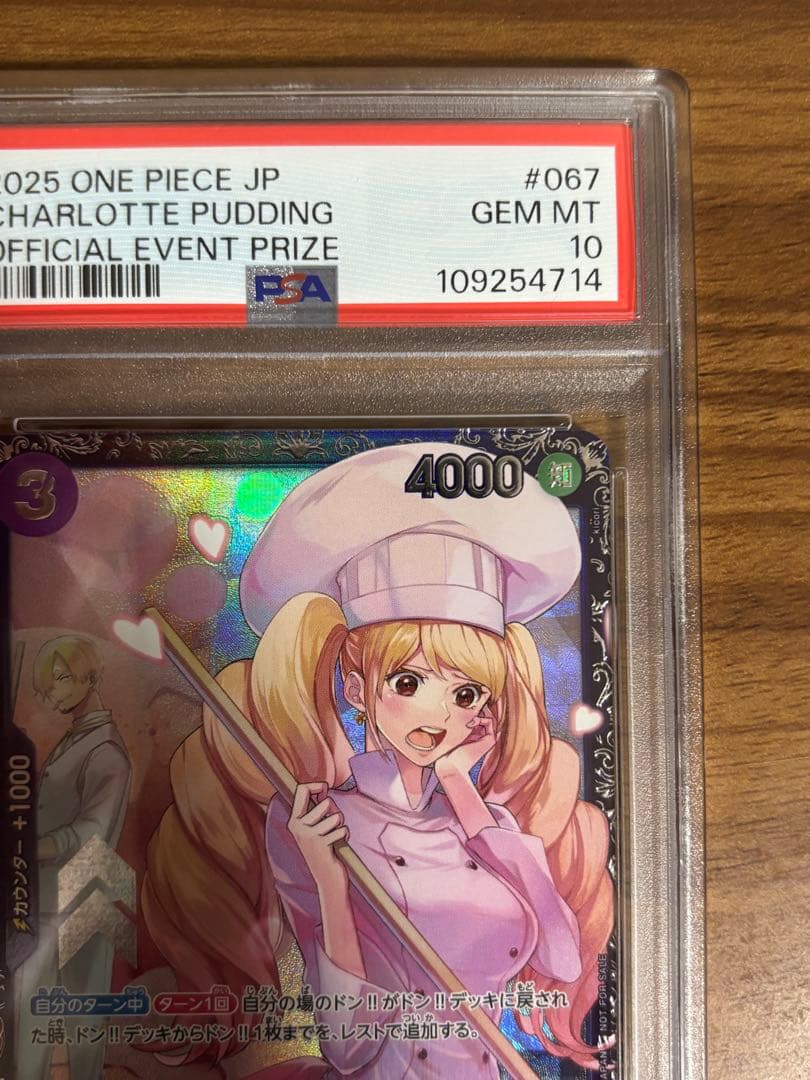 2025 ONE PIECE JP #067
CHARLOTTE PUDDING GEM MT
OFFICIAL EVENT PRIZE 10
PSA 109254714
3
4000
kicori
カウンター +1000
自分のターン中 ターン1回 自分の場のドン!!がドン!!デッキに戻され
た時、ドン!!デッキからドン!!1枚までを、レストで追加する。
NOT FOR SALE